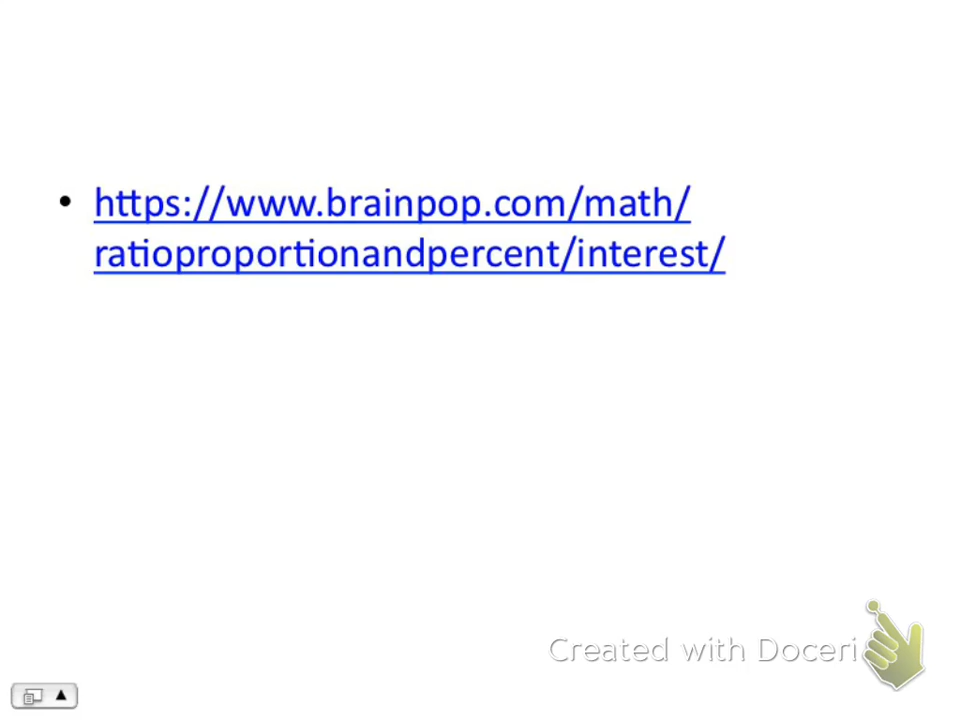 • https://www.brainpop.com/math/
ratioproportionandpercent/interest/
Created with Doceri